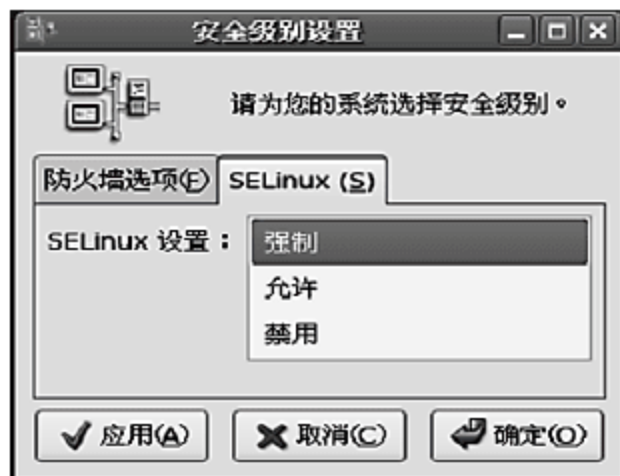 安全级别设置
请为您的系统选择安全级别。
防火墙选项(F) SELinux (S)
SELinux 设置： 强制
允许
禁用
应用(A) 取消(C) 确定(O)